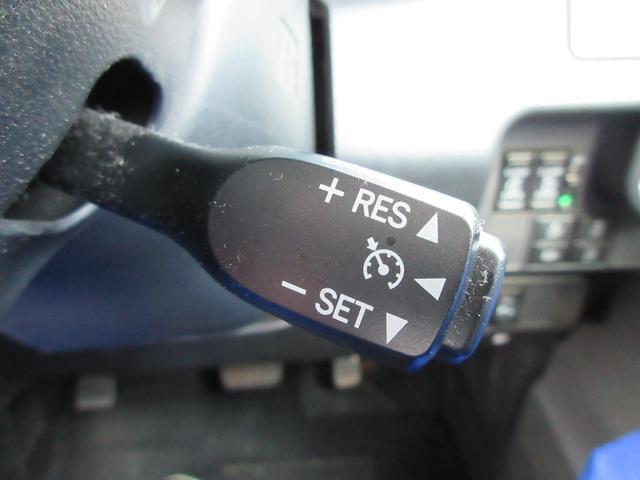 + RES
− SET